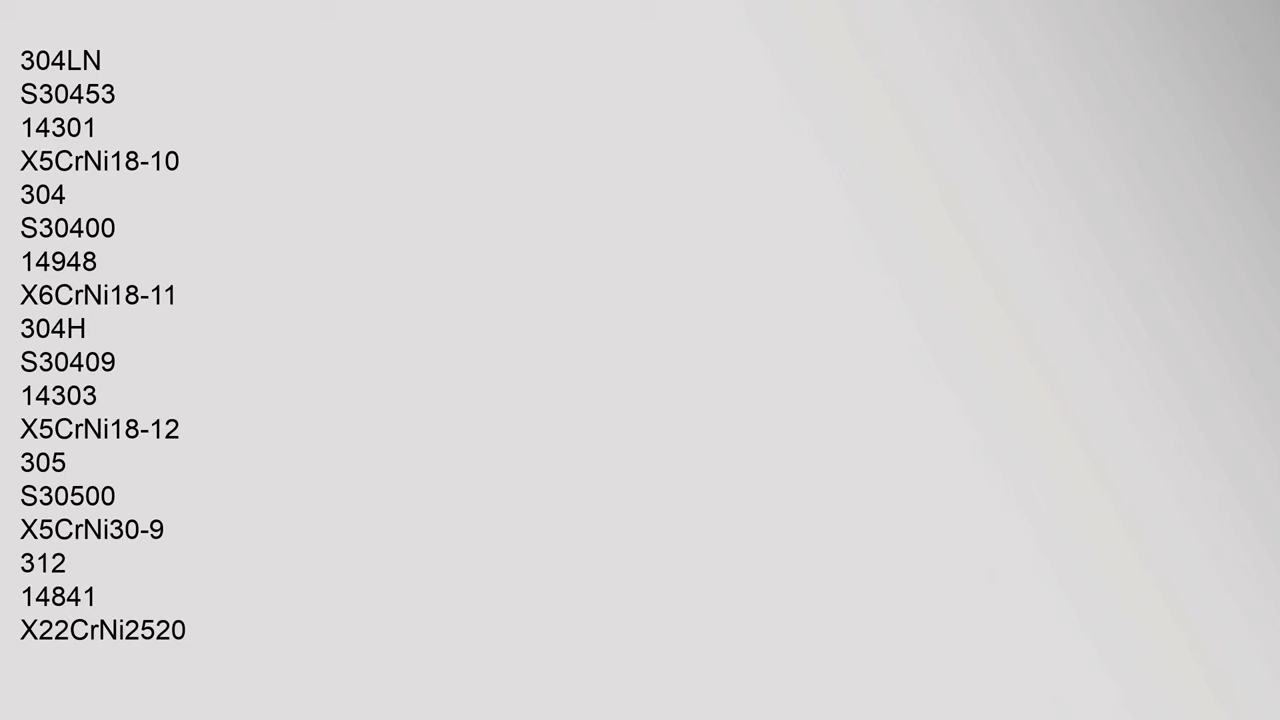 304LN
S30453
14301
X5CrNi18-10
304
S30400
14948
X6CrNi18-11
304H
S30409
14303
X5CrNi18-12
305
S30500
X5CrNi30-9
312
14841
X22CrNi2520